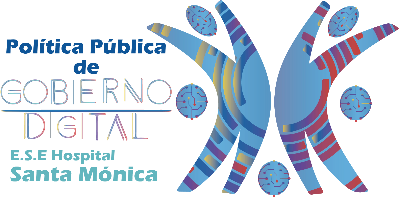 Política Pública
de
GOBIERNO
DIGITAL
E.S.E Hospital
Santa Mónica